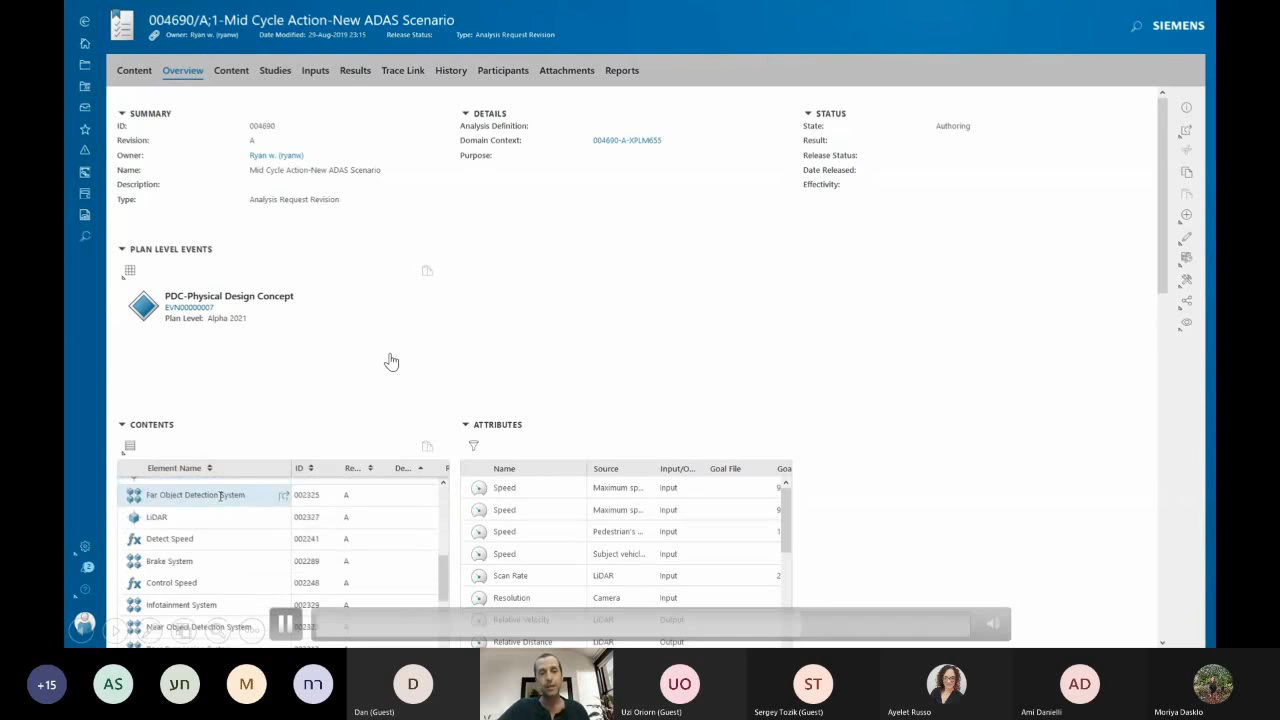 004690/A;1-Mid Cycle Action-New ADAS Scenario
Owner: Ryan w. (ryanw) Date Modified: 29-Aug-2019 23:15 Release Status: Type: Analysis Request Revision
SIEMENS
Content Overview Content Studies Inputs Results Trace Link History Participants Attachments Reports
SUMMARY
ID: 004690
Revision: A
Owner: Ryan w. (ryanw)
Name: Mid Cycle Action-New ADAS Scenario
Description:
Type: Analysis Request Revision
DETAILS
Analysis Definition:
Domain Context: 004690-A-XPLM655
Purpose:
STATUS
State: Authoring
Result:
Release Status:
Date Released:
Effectivity:
PLAN LEVEL EVENTS
PDC-Physical Design Concept
EVN00000007
Plan Level: Alpha 2021
CONTENTS
Element Name ID Re... De...
Far Object Detection System 002325 A
LiDAR 002327 A
Detect Speed 002241 A
Brake System 002289 A
Control Speed 002248 A
Infotainment System 002329 A
Near Object Detection System
ATTRIBUTES
Name Source Input/O... Goal File Goa
Speed Maximum sp... Input 9
Speed Maximum sp... Input 9
Speed Pedestrian's ... Input 1
Speed Subject vehicl... Input
Scan Rate LiDAR Input 2
Resolution Camera Input
Relative Velocity LiDAR Output
Relative Distance LiDAR Output
+15 AS חע M רח D UO ST AD
Dan (Guest) Uzi Oriorn (Guest) Sergey Tozik (Guest) Ayelet Russo Ami Danielli Moriya Dasklo